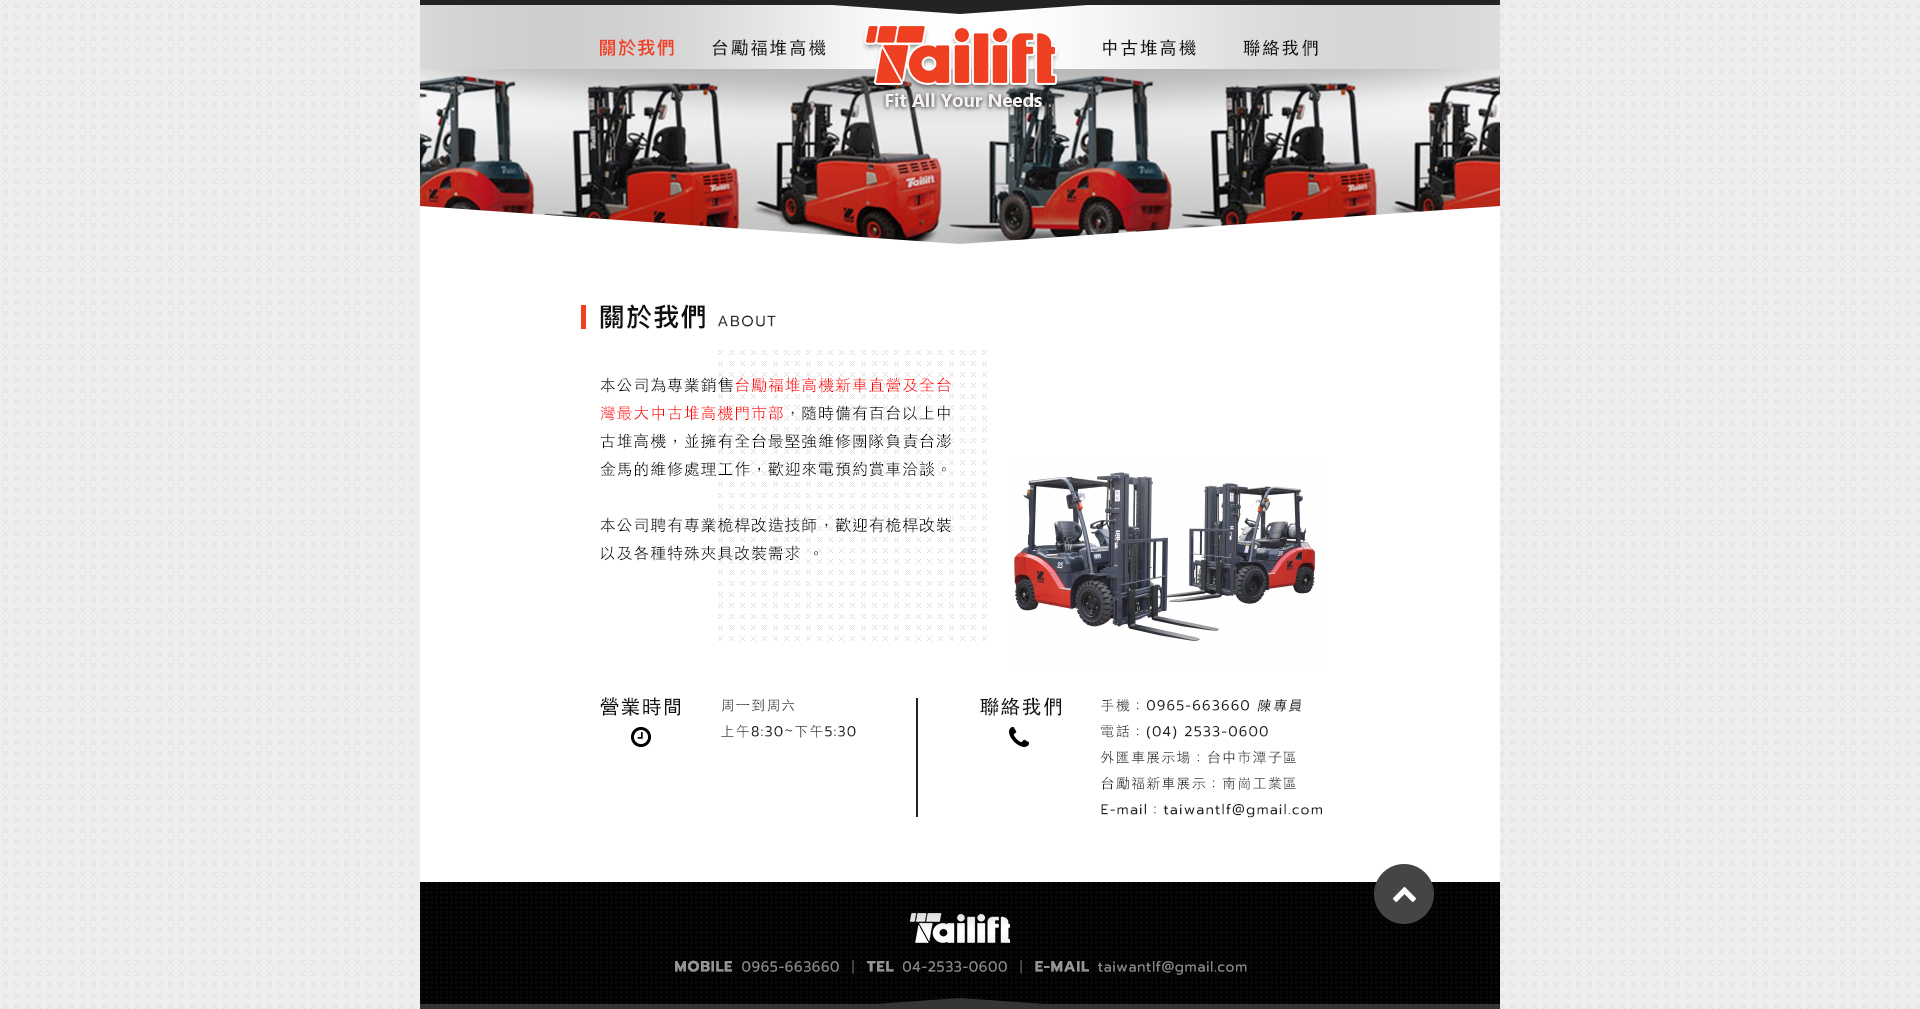 關於我們
台勵福堆高機
Tailift
Fit All Your Needs
中古堆高機
聯絡我們
Tailift
Tailift
Tailift
關於我們 ABOUT
本公司為專業銷售台勵福堆高機新車直營及全台
灣最大中古堆高機門市部，隨時備有百台以上中
古堆高機，並擁有全台最堅強維修團隊負責台澎
金馬的維修處理工作，歡迎來電預約賞車洽談。
本公司聘有專業桅桿改造技師，歡迎有桅桿改裝
以及各種特殊夾具改裝需求 。
營業時間
周一到周六
上午8:30~下午5:30
聯絡我們
手機：0965-663660 陳專員
電話：(04) 2533-0600
外匯車展示場：台中市潭子區
台勵福新車展示：南崗工業區
E-mail：taiwantlf@gmail.com
Tailift
MOBILE 0965-663660 | TEL 04-2533-0600 | E-MAIL taiwantlf@gmail.com